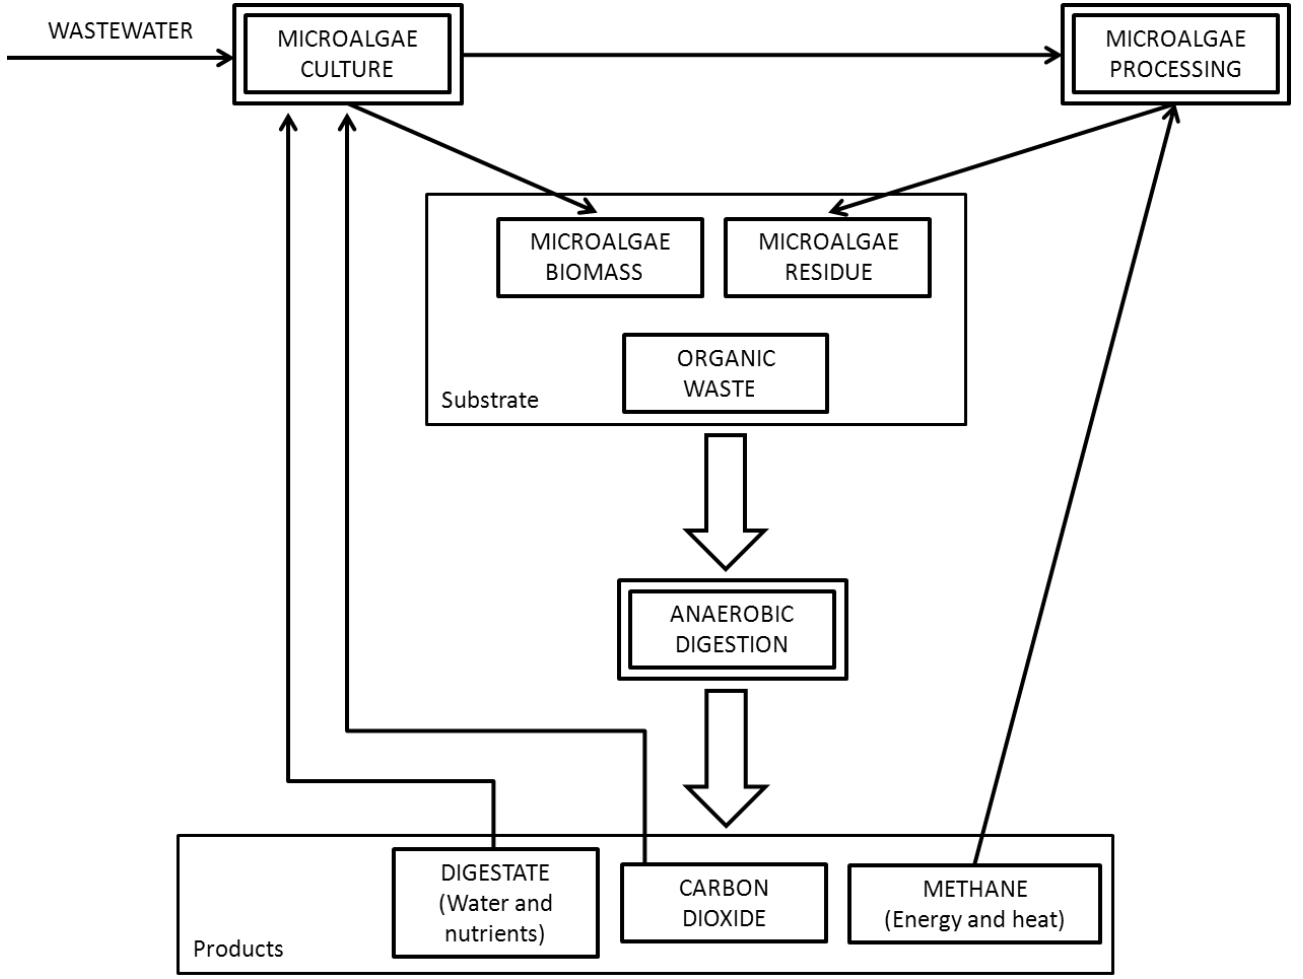 WASTEWATER
MICROALGAE
CULTURE
MICROALGAE
PROCESSING
MICROALGAE
BIOMASS
MICROALGAE
RESIDUE
ORGANIC
WASTE
Substrate
ANAEROBIC
DIGESTION
DIGESTATE
(Water and
nutrients)
CARBON
DIOXIDE
METHANE
(Energy and heat)
Products